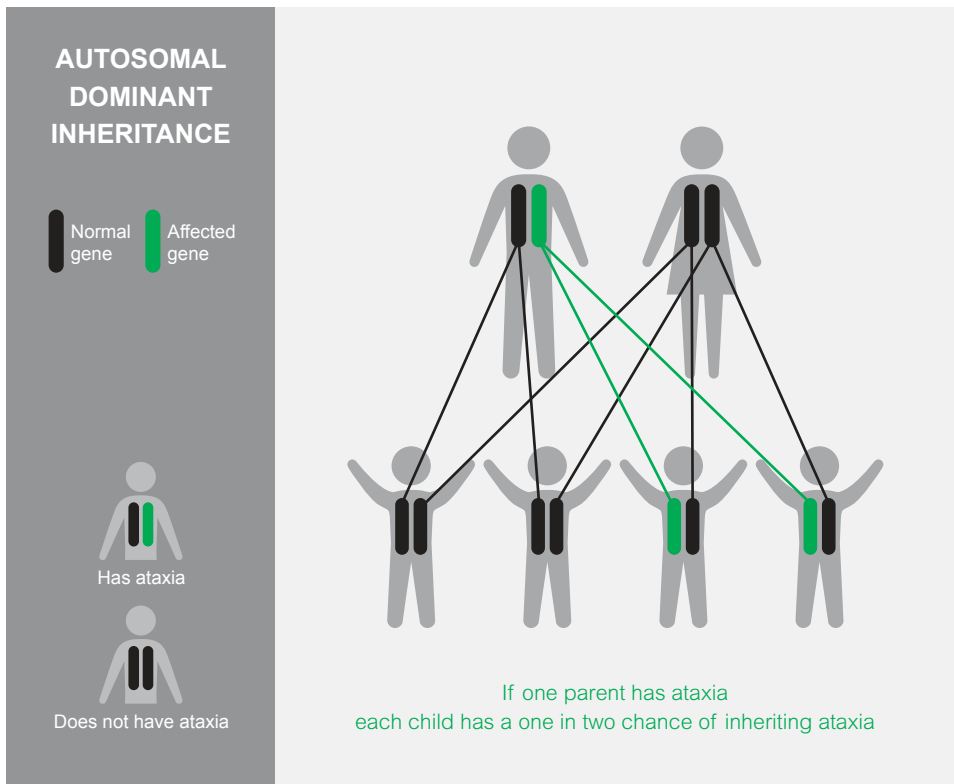 AUTOSOMAL
DOMINANT
INHERITANCE
Normal
gene
Affected
gene
Has ataxia
Does not have ataxia
If one parent has ataxia
each child has a one in two chance of inheriting ataxia